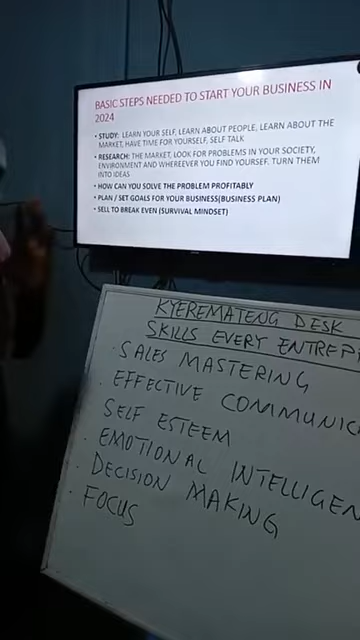 BASIC STEPS NEEDED TO START YOUR BUSINESS IN
2024
• STUDY: LEARN YOUR SELF, LEARN ABOUT PEOPLE, LEARN ABOUT THE
MARKET, HAVE TIME FOR YOURSELF, SELF TALK
• RESEARCH: THE MARKET, LOOK FOR PROBLEMS IN YOUR SOCIETY,
ENVIRONMENT AND WHEREEVER YOU FIND YOURSEF. TURN THEM
INTO IDEAS
• HOW CAN YOU SOLVE THE PROBLEM PROFITABLY
• PLAN / SET GOALS FOR YOUR BUSINESS(BUSINESS PLAN)
• SELL TO BREAK EVEN (SURVIVAL MINDSET)
KYEREMATENG DESK
SKILLS EVERY ENTREP
· SALES MASTERING
· EFFECTIVE COMMUNIC
SELF ESTEEM
· EMOTIONAL INTELLIGEN
· DECISION MAKING
· FOCUS